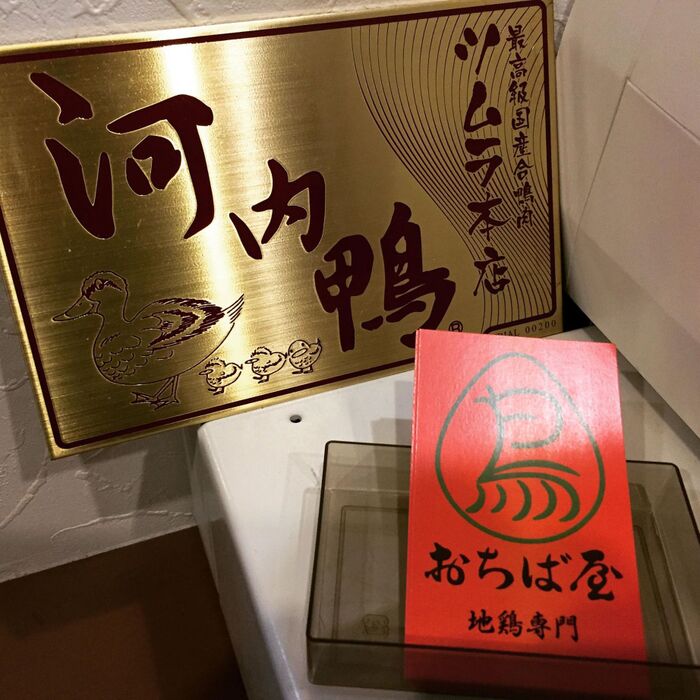 最高級国産合鴨肉
ツムラ本店
河内鴨
00200
鳥
おちば屋
地鶏専門